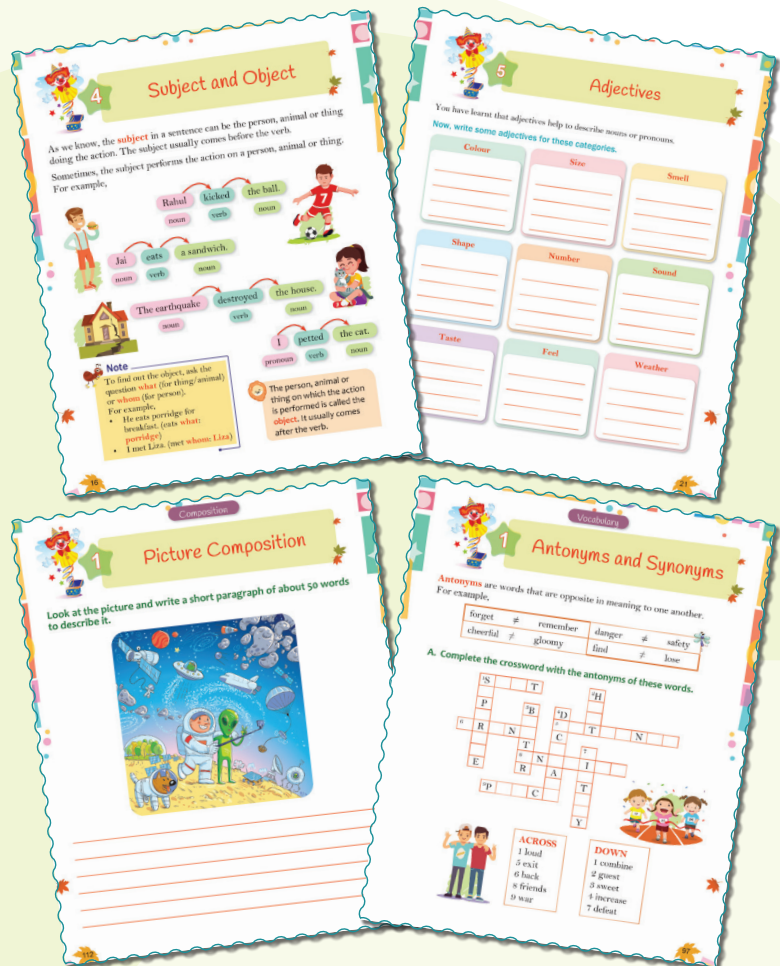 4
Subject and Object
As we know, the subject in a sentence can be the person, animal or thing
doing the action. The subject usually comes before the verb.
Sometimes, the subject performs the action on a person, animal or thing.
For example,
Rahul kicked the ball.
noun verb noun
7
Jai eats a sandwich.
noun verb noun
The earthquake destroyed the house.
noun verb noun
I petted the cat.
pronoun verb noun
Note
To find out the object, ask the
question what (for thing/animal)
or whom (for person).
For example,
• He eats porridge for
breakfast. (eats what:
porridge)
• I met Liza. (met whom: Liza)
The person, animal or
thing on which the action
is performed is called the
object. It usually comes
after the verb.
16
5
Adjectives
You have learnt that adjectives help to describe nouns or pronouns.
Now, write some adjectives for these categories.
Colour Size Smell
Shape Number Sound
Taste Feel Weather
21
Composition
1
Picture Composition
Look at the picture and write a short paragraph of about 50 words
to describe it.
112
Vocabulary
1
Antonyms and Synonyms
Antonyms are words that are opposite in meaning to one another.
For example,
forget ≠ remember danger ≠ safety
cheerful ≠ gloomy find ≠ lose
A. Complete the crossword with the antonyms of these words.
1 S T 2 H
P 3 B 4 D
R N C T N
T 7
E 8 R N A I
9 P C T
Y
ACROSS
1 loud
5 exit
6 back
8 friends
9 war
DOWN
1 combine
2 guest
3 sweet
4 increase
7 defeat
97